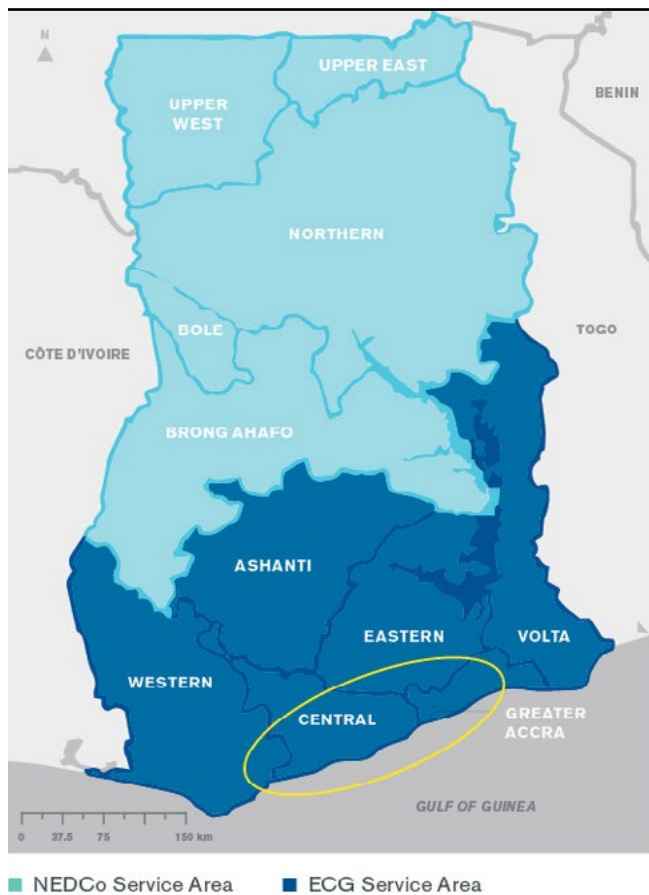 N
UPPER EAST
BENIN
UPPER
WEST
NORTHERN
BOLE
TOGO
CÔTE D'IVOIRE
BRONG AHAFO
ASHANTI
EASTERN
VOLTA
WESTERN
CENTRAL
GREATER
ACCRA
GULF OF GUINEA
0 37.5 75 150 km
NEDCo Service Area ECG Service Area